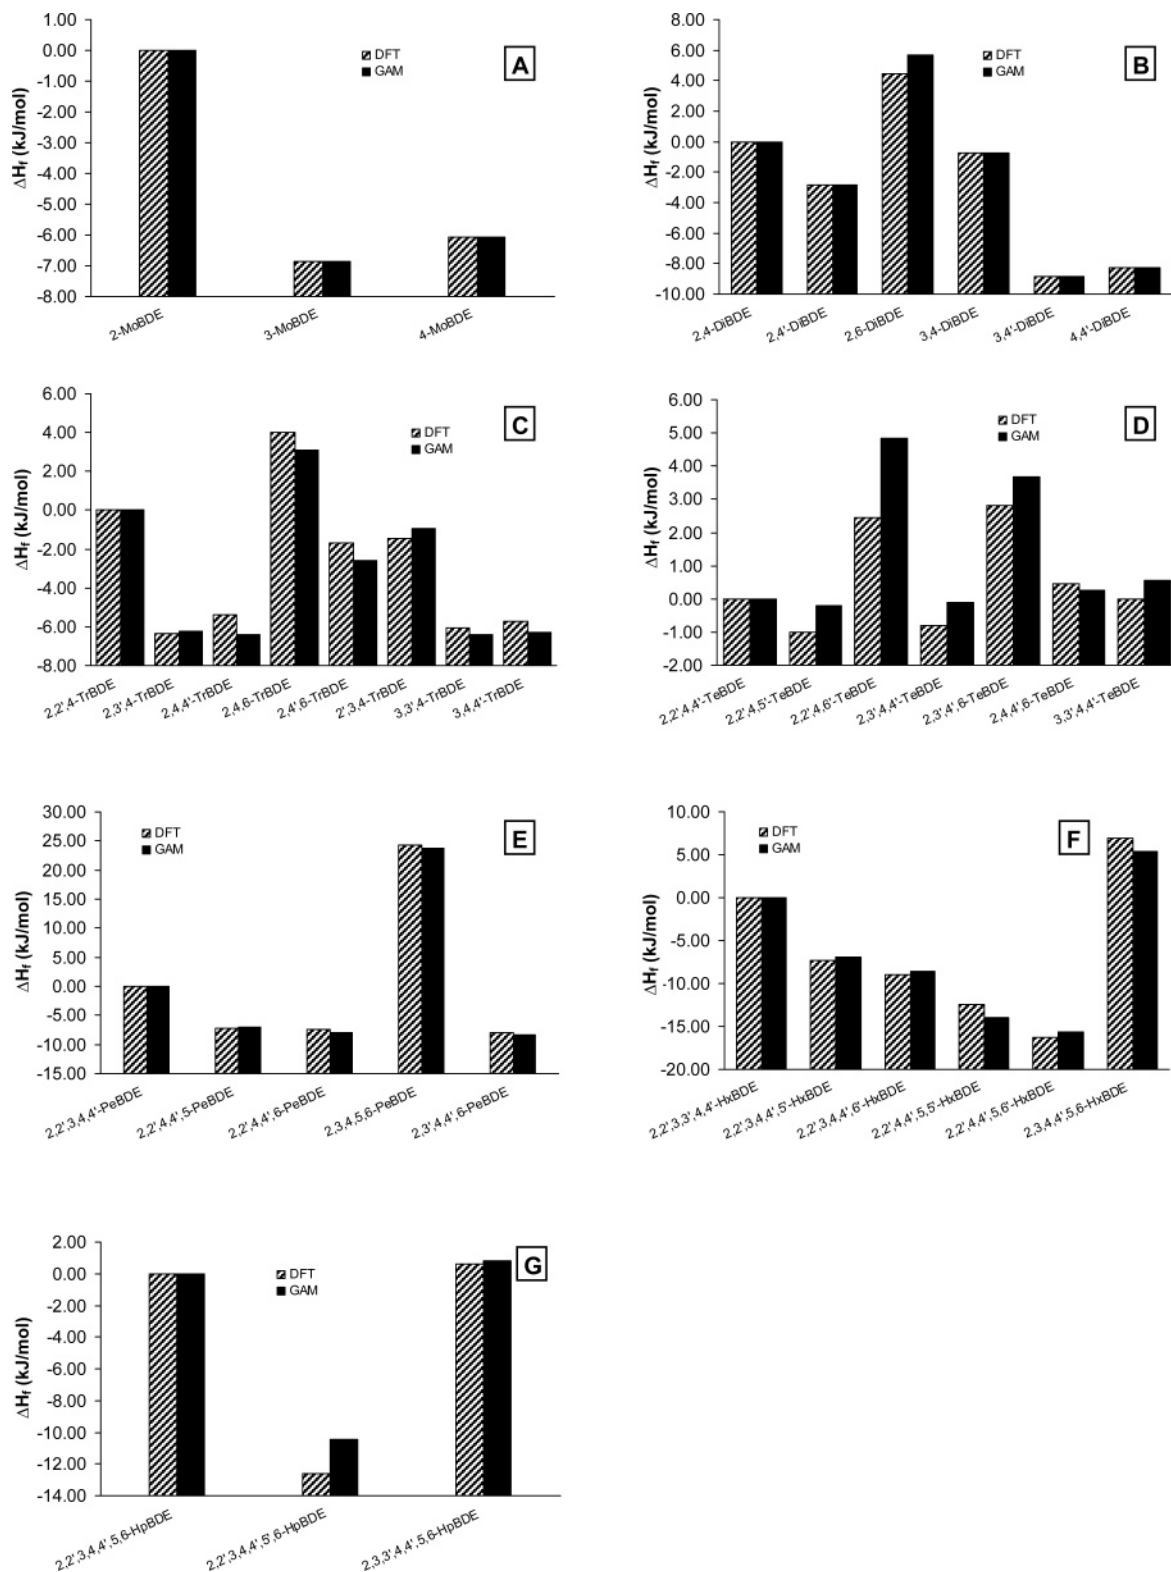 1.00
0.00
-1.00
-2.00
-3.00
-4.00
-5.00
-6.00
-7.00
-8.00
ΔHf (kJ/mol)
DFT
GAM
A
2-MoBDE
3-MoBDE
4-MoBDE
8.00
6.00
4.00
2.00
0.00
-2.00
-4.00
-6.00
-8.00
-10.00
ΔHf (kJ/mol)
DFT
GAM
B
2,4-DiBDE
2,4'-DiBDE
2,6-DiBDE
3,4-DiBDE
3,4'-DiBDE
4,4'-DiBDE
6.00
4.00
2.00
0.00
-2.00
-4.00
-6.00
-8.00
ΔHf (kJ/mol)
DFT
GAM
C
2,2',4-TrBDE
2,3',4-TrBDE
2,4,4'-TrBDE
2,4,6-TrBDE
2,4',6-TrBDE
2',3,4-TrBDE
3,3',4-TrBDE
3,4,4'-TrBDE
6.00
5.00
4.00
3.00
2.00
1.00
0.00
-1.00
-2.00
ΔHf (kJ/mol)
DFT
GAM
D
2,2',4,4'-TeBDE
2,2',4,5'-TeBDE
2,2',4,6'-TeBDE
2,3',4,4'-TeBDE
2,3',4',6-TeBDE
2,4,4',6-TeBDE
3,3',4,4'-TeBDE
30.00
25.00
20.00
15.00
10.00
5.00
0.00
-5.00
-10.00
-15.00
ΔHf (kJ/mol)
DFT
GAM
E
2,2',3,4,4'-PeBDE
2,2',4,4',5-PeBDE
2,2',4,4',6-PeBDE
2,3,4,5,6-PeBDE
2,3',4,4',6-PeBDE
10.00
5.00
0.00
-5.00
-10.00
-15.00
-20.00
ΔHf (kJ/mol)
DFT
GAM
F
2,2',3,3',4,4'-HxBDE
2,2',3,4,4',5'-HxBDE
2,2',3,4,4',6'-HxBDE
2,2',4,4',5,5'-HxBDE
2,2',4,4',5,6'-HxBDE
2,3,4,4',5,6-HxBDE
2.00
0.00
-2.00
-4.00
-6.00
-8.00
-10.00
-12.00
-14.00
ΔHf (kJ/mol)
DFT
GAM
G
2,2',3,4,4',5,6-HpBDE
2,2',3,4,4',5',6-HpBDE
2,3,3',4,4',5,6-HpBDE